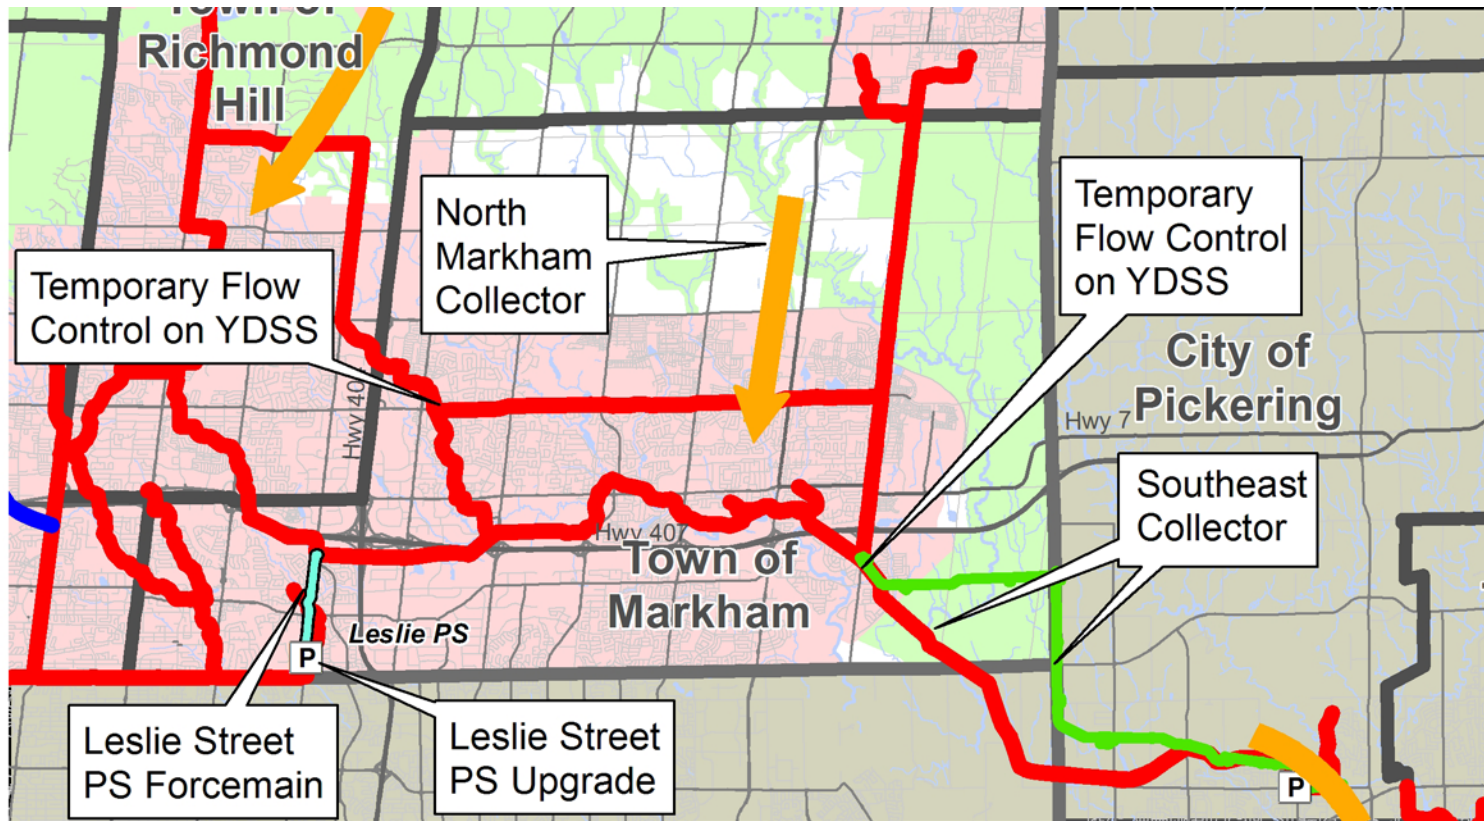 Town of
Richmond
Hill
North
Markham
Collector
Temporary
Flow Control
on YDSS
Temporary Flow
Control on YDSS
City of
Pickering
Hwy 7
Hwy 404
Southeast
Collector
Hwy 407
Town of
Markham
Leslie PS
P
Leslie Street
PS Forcemain
Leslie Street
PS Upgrade
P